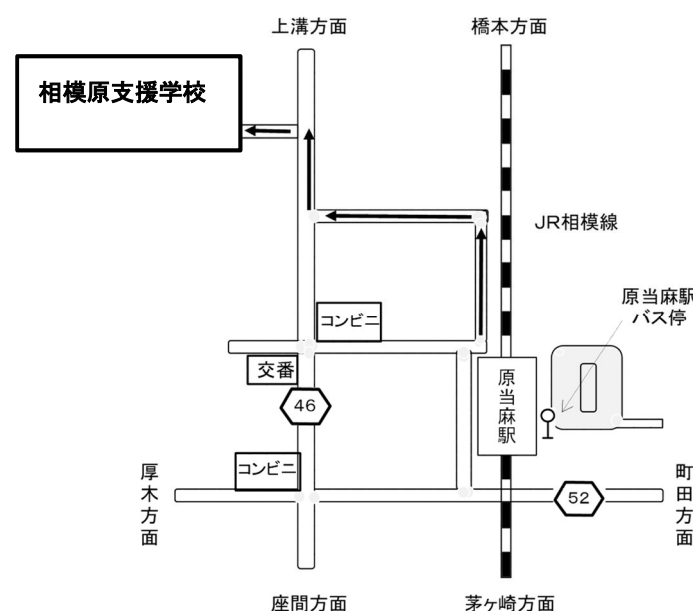 上溝方面
橋本方面
相模原支援学校
JR相模線
原当麻駅
バス停
コンビニ
交番
原当麻駅
46
コンビニ
厚木方面
52
町田方面
座間方面
茅ヶ崎方面